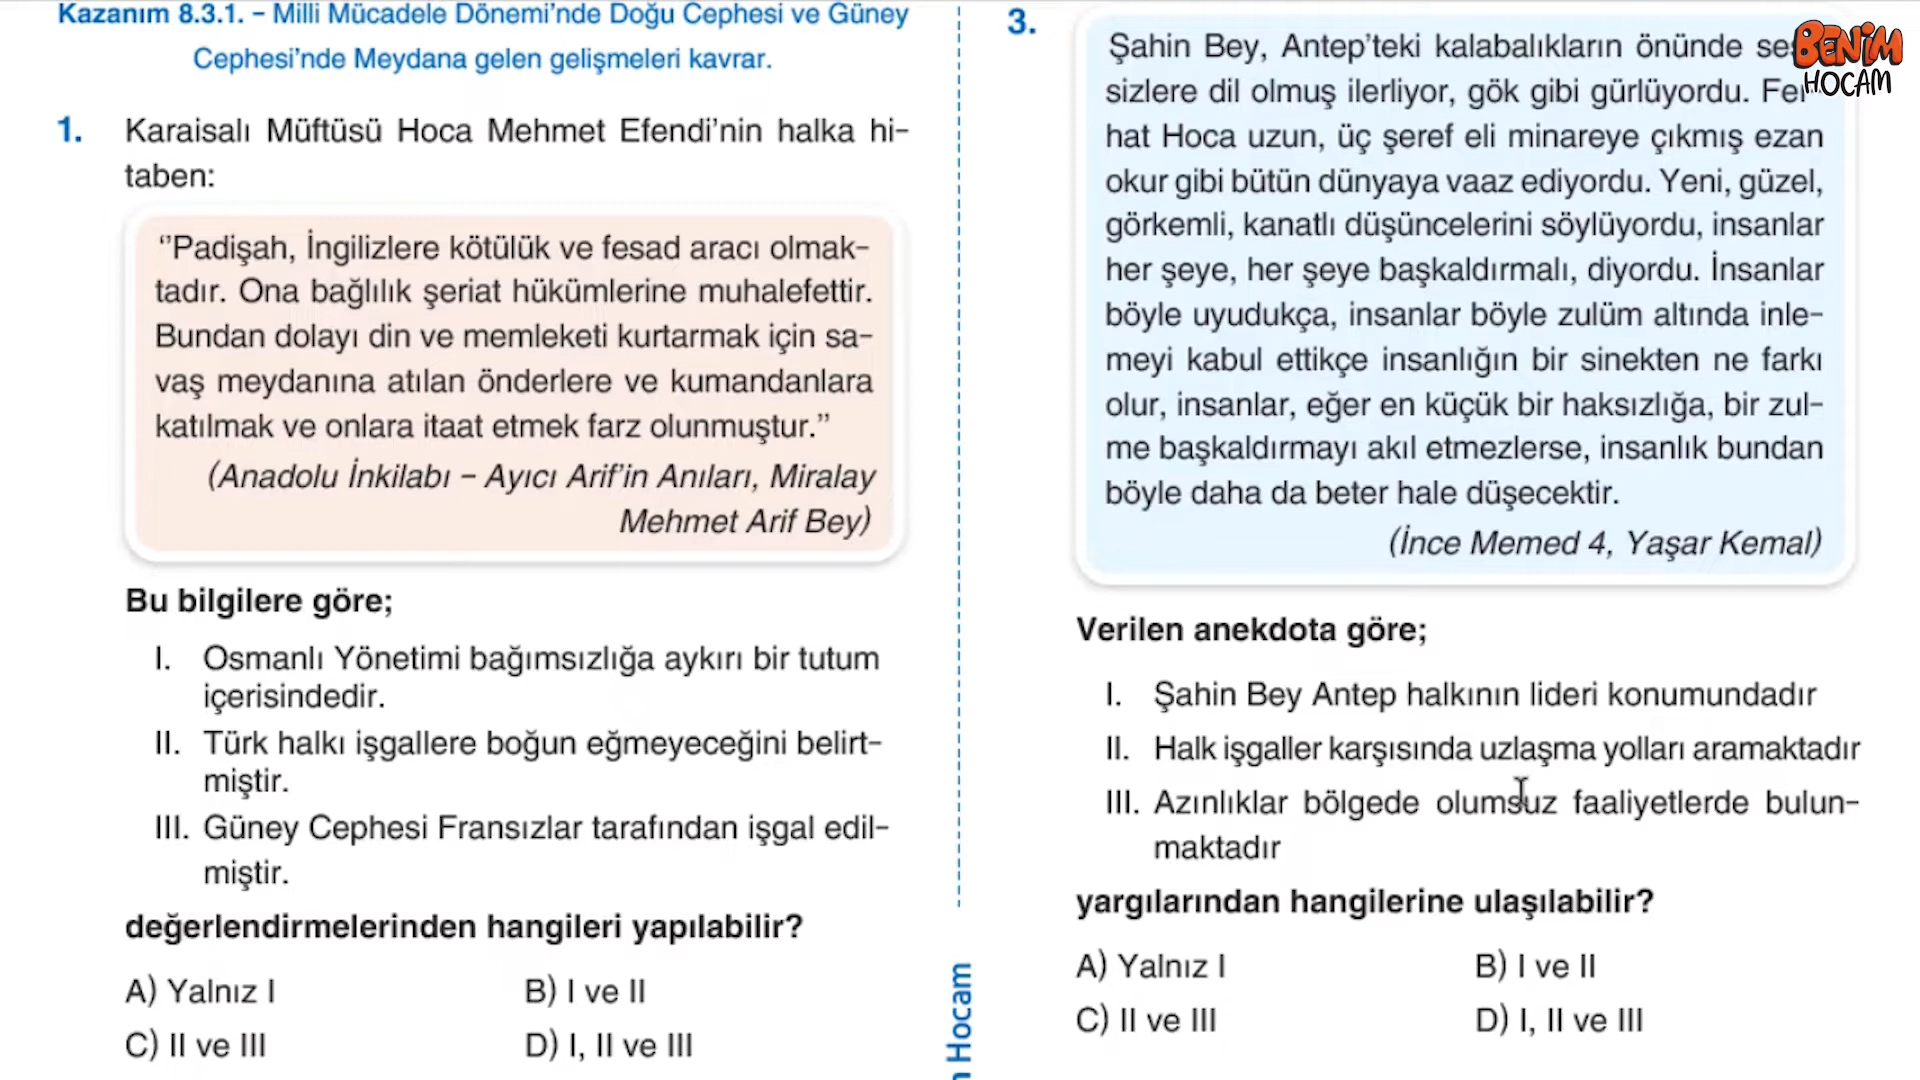 Kazanım 8.3.1. – Milli Mücadele Dönemi’nde Doğu Cephesi ve Güney
Cephesi’nde Meydana gelen gelişmeleri kavrar.
1. Karaisalı Müftüsü Hoca Mehmet Efendi’nin halka hi-
taben:
‘’Padişah, İngilizlere kötülük ve fesad aracı olmak-
tadır. Ona bağlılık şeriat hükümlerine muhalefettir.
Bundan dolayı din ve memleketi kurtarmak için sa-
vaş meydanına atılan önderlere ve kumandanlara
katılmak ve onlara itaat etmek farz olunmuştur.’’
(Anadolu İnkilabı – Ayıcı Arif’in Anıları, Miralay
Mehmet Arif Bey)
Bu bilgilere göre;
I. Osmanlı Yönetimi bağımsızlığa aykırı bir tutum
içerisindedir.
II. Türk halkı işgallere boğun eğmeyeceğini belirt-
miştir.
III. Güney Cephesi Fransızlar tarafından işgal edil-
miştir.
değerlendirmelerinden hangileri yapılabilir?
A) Yalnız I B) I ve II
C) II ve III D) I, II ve III
3. Şahin Bey, Antep’teki kalabalıkların önünde
sizlere dil olmuş ilerliyor, gök gibi gürlüyordu.
hat Hoca uzun, üç şeref eli minareye çıkmış ezan
okur gibi bütün dünyaya vaaz ediyordu. Yeni, güzel,
görkemli, kanatlı düşüncelerini söylüyordu, insanlar
her şeye, her şeye başkaldırmalı, diyordu. İnsanlar
böyle uyudukça, insanlar böyle zulüm altında inle-
meyi kabul ettikçe insanlığın bir sinekten ne farkı
olur, insanlar, eğer en küçük bir haksızlığa, bir zul-
me başkaldırmayı akıl etmezlerse, insanlık bundan
böyle daha da beter hale düşecektir.
(İnce Memed 4, Yaşar Kemal)
Verilen anekdota göre;
I. Şahin Bey Antep halkının lideri konumundadır
II. Halk işgaller karşısında uzlaşma yolları aramaktadır
III. Azınlıklar bölgede olumsuz faaliyetlerde bulun-
maktadır
yargılarından hangilerine ulaşılabilir?
A) Yalnız I B) I ve II
C) II ve III D) I, II ve III
BENİM
HOCAM
Hocam